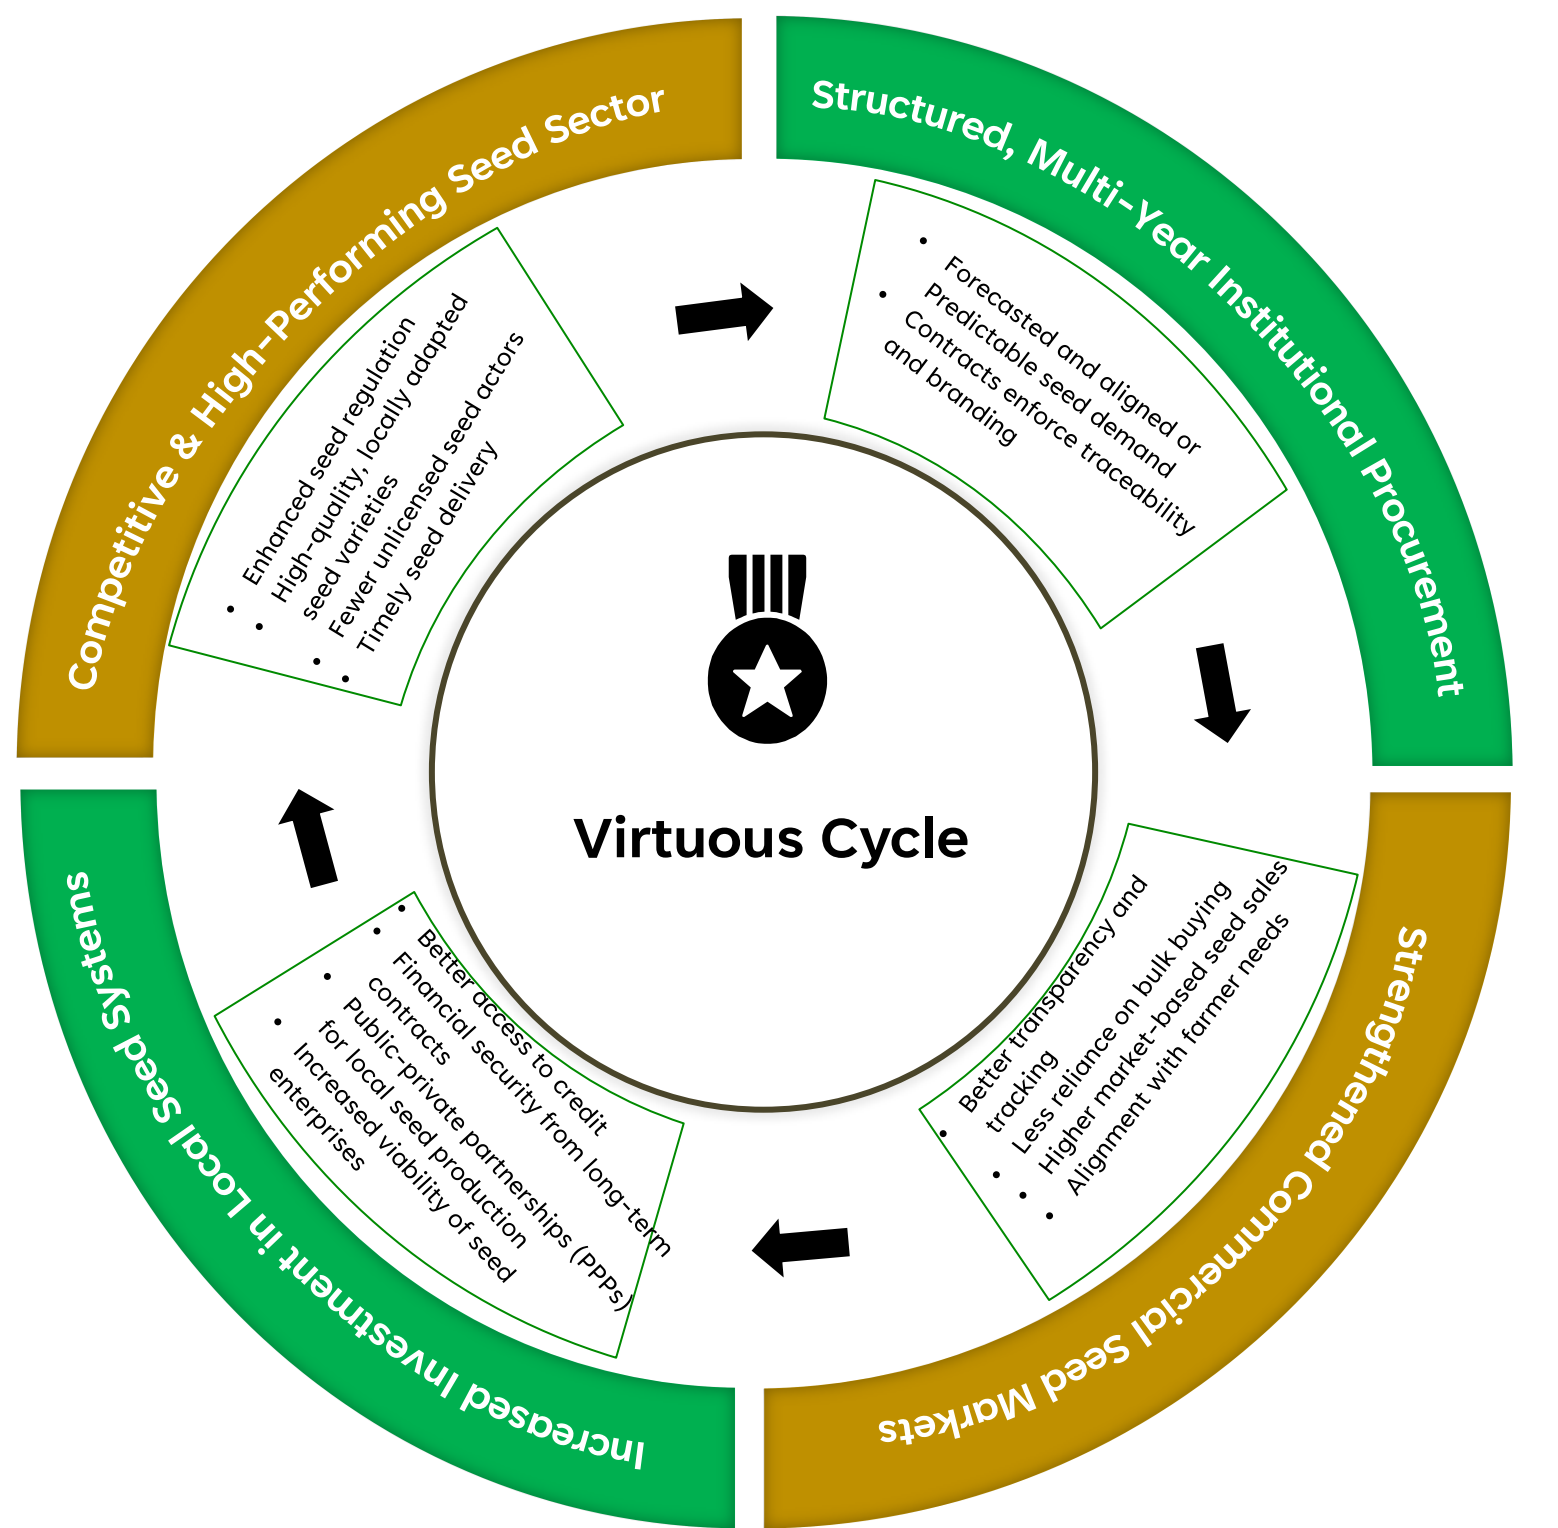 Competitive & High-Performing Seed Sector
Enhanced seed regulation
High-quality, locally adapted
seed varieties
Fewer unlicensed seed actors
Timely seed delivery
Structured, Multi-Year Institutional Procurement
Forecasted and aligned or
Predictable seed demand
Contracts enforce traceability
and branding
Strengthened Commercial Seed Markets
Better transparency and
tracking
Less reliance on bulk buying
Higher market-based seed sales
Alignment with farmer needs
Increased Investment in Local Seed Systems
Better access to credit
Financial security from long-term
contracts
Public-private partnerships (PPPs)
for local seed production
Increased viability of seed
enterprises
Virtuous Cycle